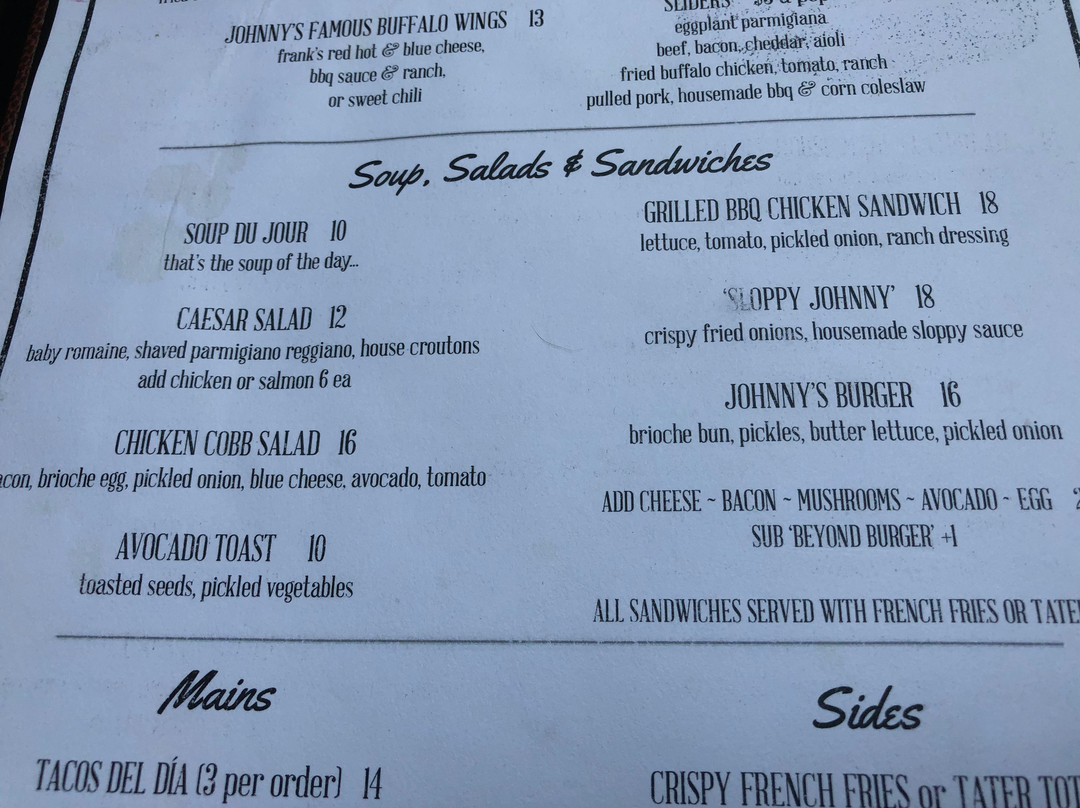 JOHNNY'S FAMOUS BUFFALO WINGS 13
frank's red hot & blue cheese,
bbq sauce & ranch,
or sweet chili
SLIDERS
eggplant parmigiana
beef, bacon, cheddar, aioli
fried buffalo chicken, tomato, ranch
pulled pork, housemade bbq & corn coleslaw
Soup, Salads & Sandwiches
SOUP DU JOUR 10
that's the soup of the day...
CAESAR SALAD 12
baby romaine, shaved parmigiano reggiano, house croutons
add chicken or salmon 6 ea
CHICKEN COBB SALAD 16
brioche egg, pickled onion, blue cheese, avocado, tomato
AVOCADO TOAST 10
toasted seeds, pickled vegetables
GRILLED BBQ CHICKEN SANDWICH 18
lettuce, tomato, pickled onion, ranch dressing
'SLOPPY JOHNNY' 18
crispy fried onions, housemade sloppy sauce
JOHNNY'S BURGER 16
brioche bun, pickles, butter lettuce, pickled onion
ADD CHEESE ~ BACON ~ MUSHROOMS ~ AVOCADO ~ EGG
SUB 'BEYOND BURGER' +1
ALL SANDWICHES SERVED WITH FRENCH FRIES OR
Mains
TACOS DEL DÍA (3 per order) 14
Sides
CRISPY FRENCH FRIES or TATER